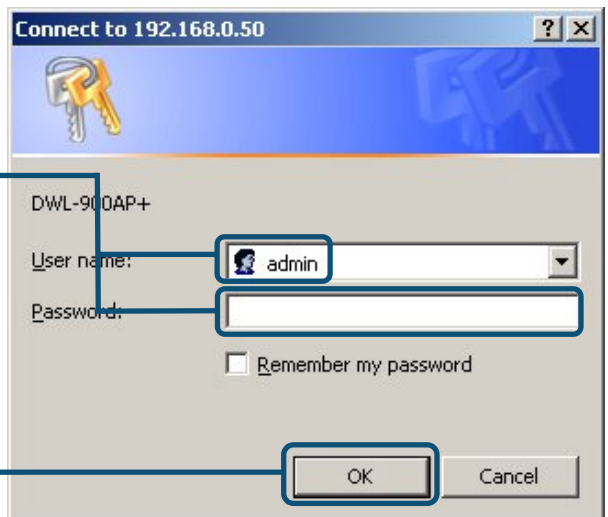 Connect to 192.168.0.50
DWL-900AP+
User name:
admin
Password:
Remember my password
OK
Cancel